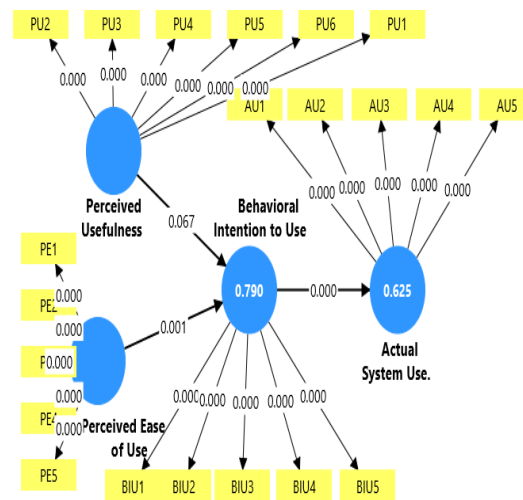 PU2 PU3 PU4 PU5 PU6 PU1
0.000 0.000 0.000 0.000 0.000 0.000
AU1 AU2 AU3 AU4 AU5
0.000 0.000 0.000 0.000 0.000
Perceived
Usefulness
Behavioral
Intention to Use
0.067
PE1
0.000
PE2
0.000
0.000
0.790
0.000
0.625
0.001
Actual
System Use.
0.000
PE4
Perceived Ease
of Use
0.000
PE5
0.000 0.000 0.000 0.000 0.000
BIU1 BIU2 BIU3 BIU4 BIU5